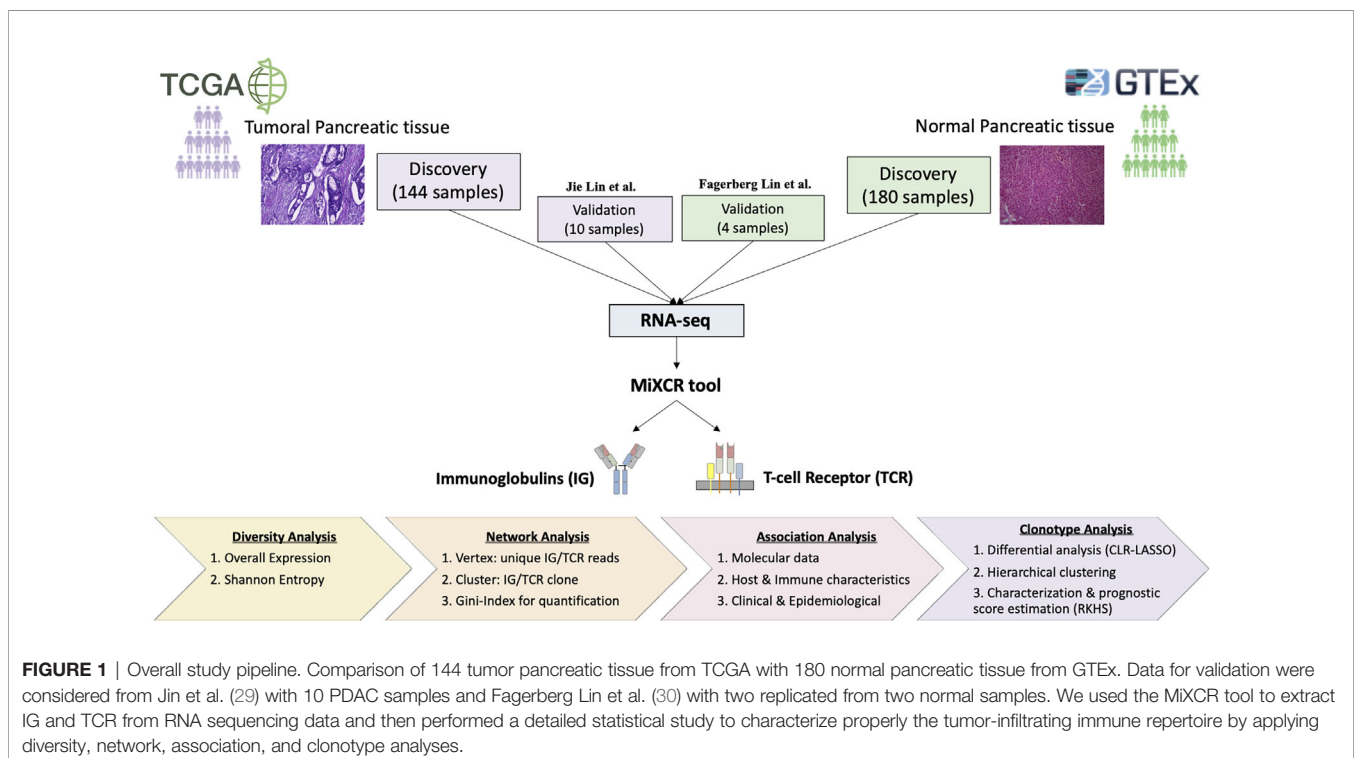 TCGA
GTEx
Tumoral Pancreatic tissue
Normal Pancreatic tissue
Discovery
(144 samples)
Jie Lin et al.
Validation
(10 samples)
Fagerberg Lin et al.
Validation
(4 samples)
Discovery
(180 samples)
RNA-seq
MiXCR tool
Immunoglobulins (IG)
T-cell Receptor (TCR)
Diversity Analysis
1. Overall Expression
2. Shannon Entropy
Network Analysis
1. Vertex: unique IG/TCR reads
2. Cluster: IG/TCR clone
3. Gini-Index for quantification
Association Analysis
1. Molecular data
2. Host & Immune characteristics
3. Clinical & Epidemiological
Clonotype Analysis
1. Differential analysis (CLR-LASSO)
2. Hierarchical clustering
3. Characterization & prognostic
score estimation (RKHS)
FIGURE 1 | Overall study pipeline. Comparison of 144 tumor pancreatic tissue from TCGA with 180 normal pancreatic tissue from GTEx. Data for validation were
considered from Jin et al. (29) with 10 PDAC samples and Fagerberg Lin et al. (30) with two replicated from two normal samples. We used the MiXCR tool to extract
IG and TCR from RNA sequencing data and then performed a detailed statistical study to characterize properly the tumor-infiltrating immune repertoire by applying
diversity, network, association, and clonotype analyses.